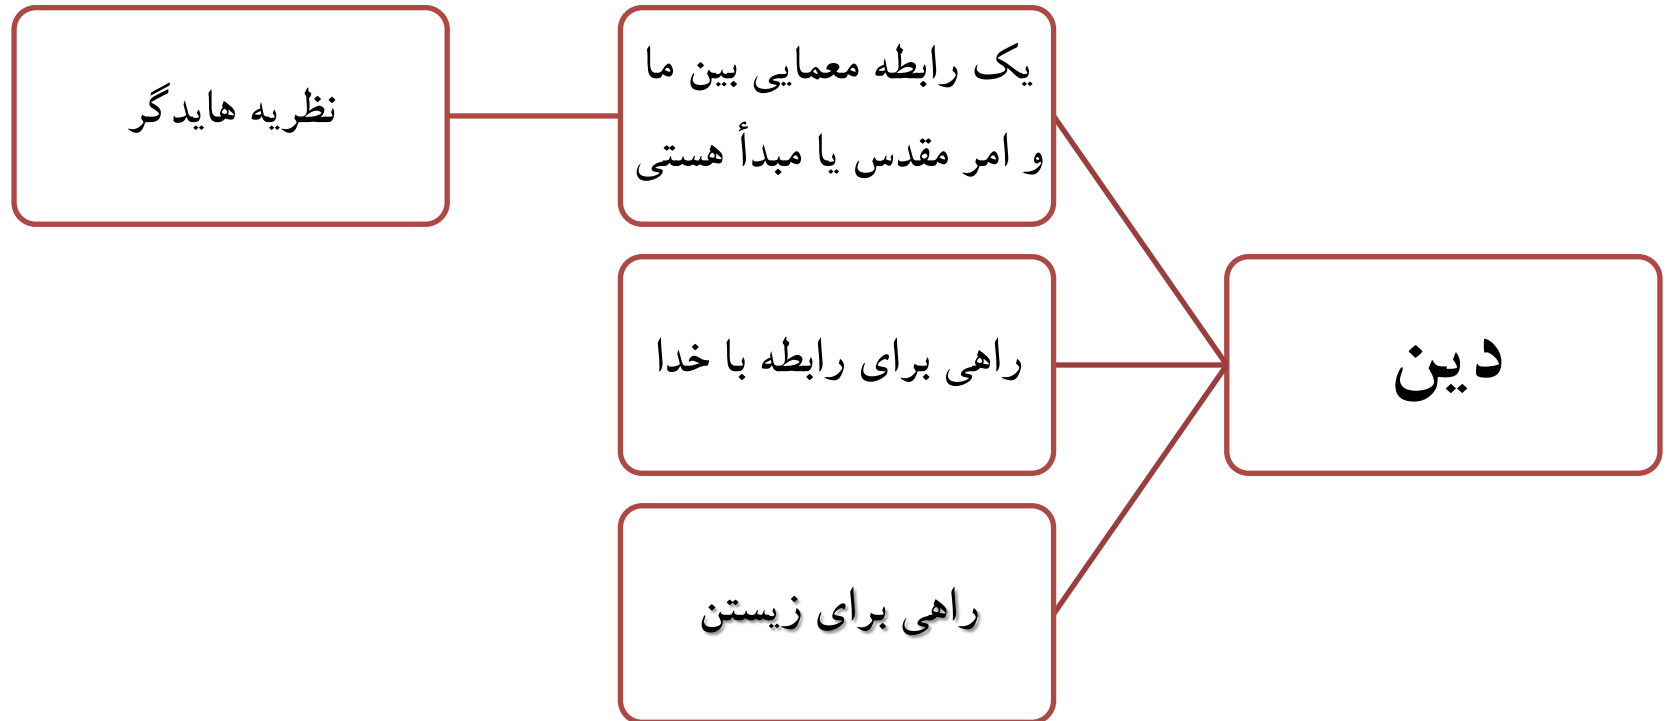 دین
یک رابطه معمایی بین ما
و امر مقدس یا مبدأ هستی
نظریه هایدگر
راهی برای رابطه با خدا
راهی برای زیستن